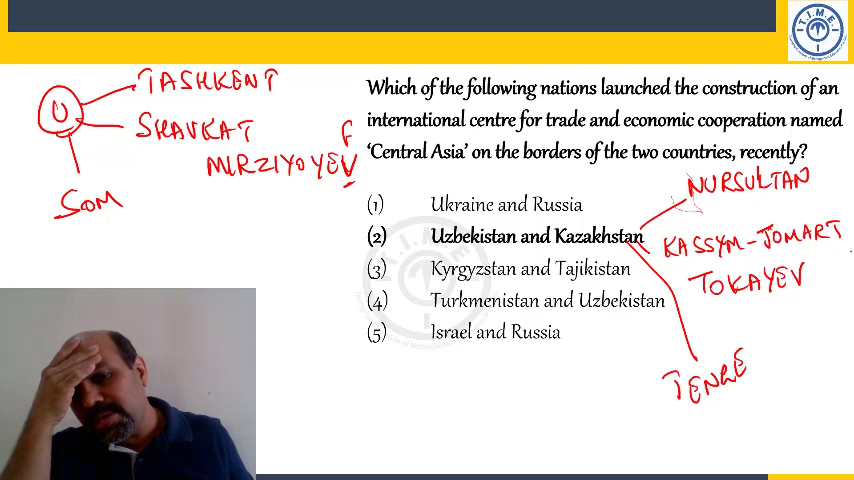 T.I.M.E.
Which of the following nations launched the construction of an
international centre for trade and economic cooperation named
‘Central Asia’ on the borders of the two countries, recently?
(1) Ukraine and Russia
(2) Uzbekistan and Kazakhstan
(3) Kyrgyzstan and Tajikistan
(4) Turkmenistan and Uzbekistan
(5) Israel and Russia
U
TASHKENT
SHAVKAT
MIRZIYOYEV
P
SOM
NURSULTAN
KASSYM-JOMART
TOKAYEV
TENGE